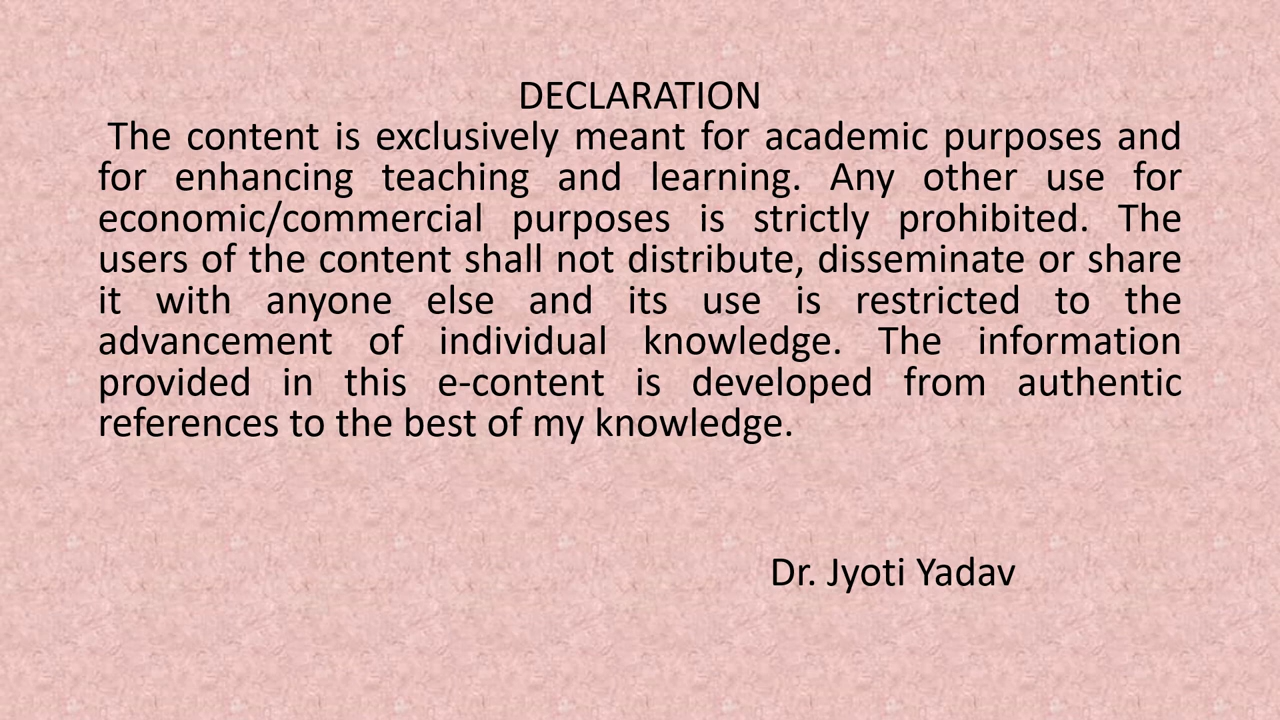 DECLARATION
The content is exclusively meant for academic purposes and
for enhancing teaching and learning. Any other use for
economic/commercial purposes is strictly prohibited. The
users of the content shall not distribute, disseminate or share
it with anyone else and its use is restricted to the
advancement of individual knowledge. The information
provided in this e-content is developed from authentic
references to the best of my knowledge.
Dr. Jyoti Yadav